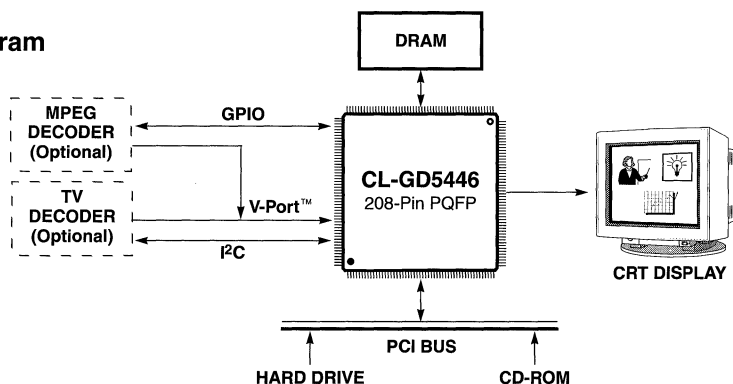 ram
DRAM
MPEG
DECODER
(Optional)
GPIO
TV
DECODER
(Optional)
V-Port™
I²C
CL-GD5446
208-Pin PQFP
CRT DISPLAY
PCI BUS
HARD DRIVE
CD-ROM